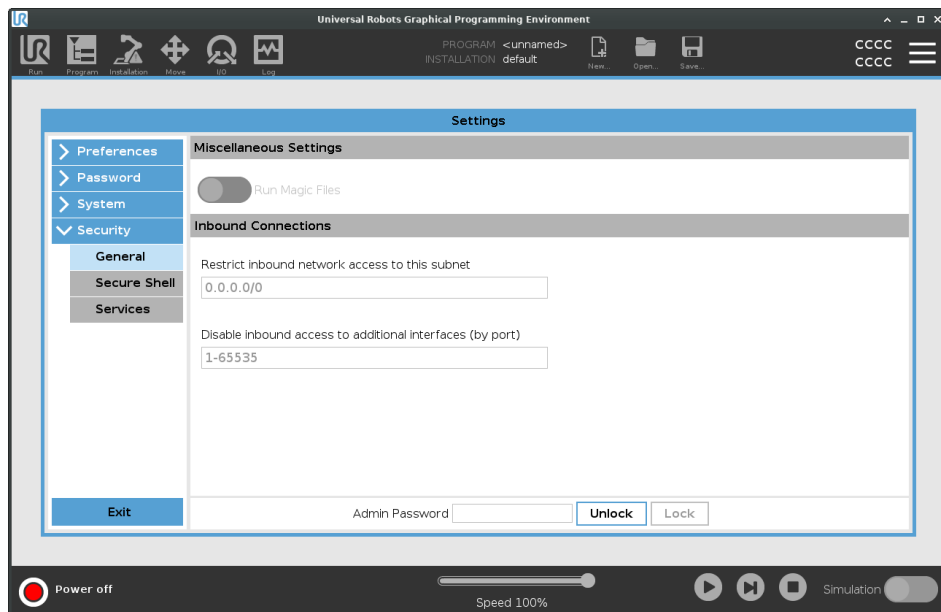 UR
Universal Robots Graphical Programming Environment
UR
PROGRAM <unnamed>
INSTALLATION default
CCCC
CCCC
Run
Program
Installation
Move
I/O
Log
New...
Open...
Save...
Settings
Preferences
Password
System
Security
General
Secure Shell
Services
Exit
Miscellaneous Settings
Run Magic Files
Inbound Connections
Restrict inbound network access to this subnet
0.0.0.0/0
Disable inbound access to additional interfaces (by port)
1-65535
Admin Password
Unlock
Lock
Power off
Speed 100%
Simulation